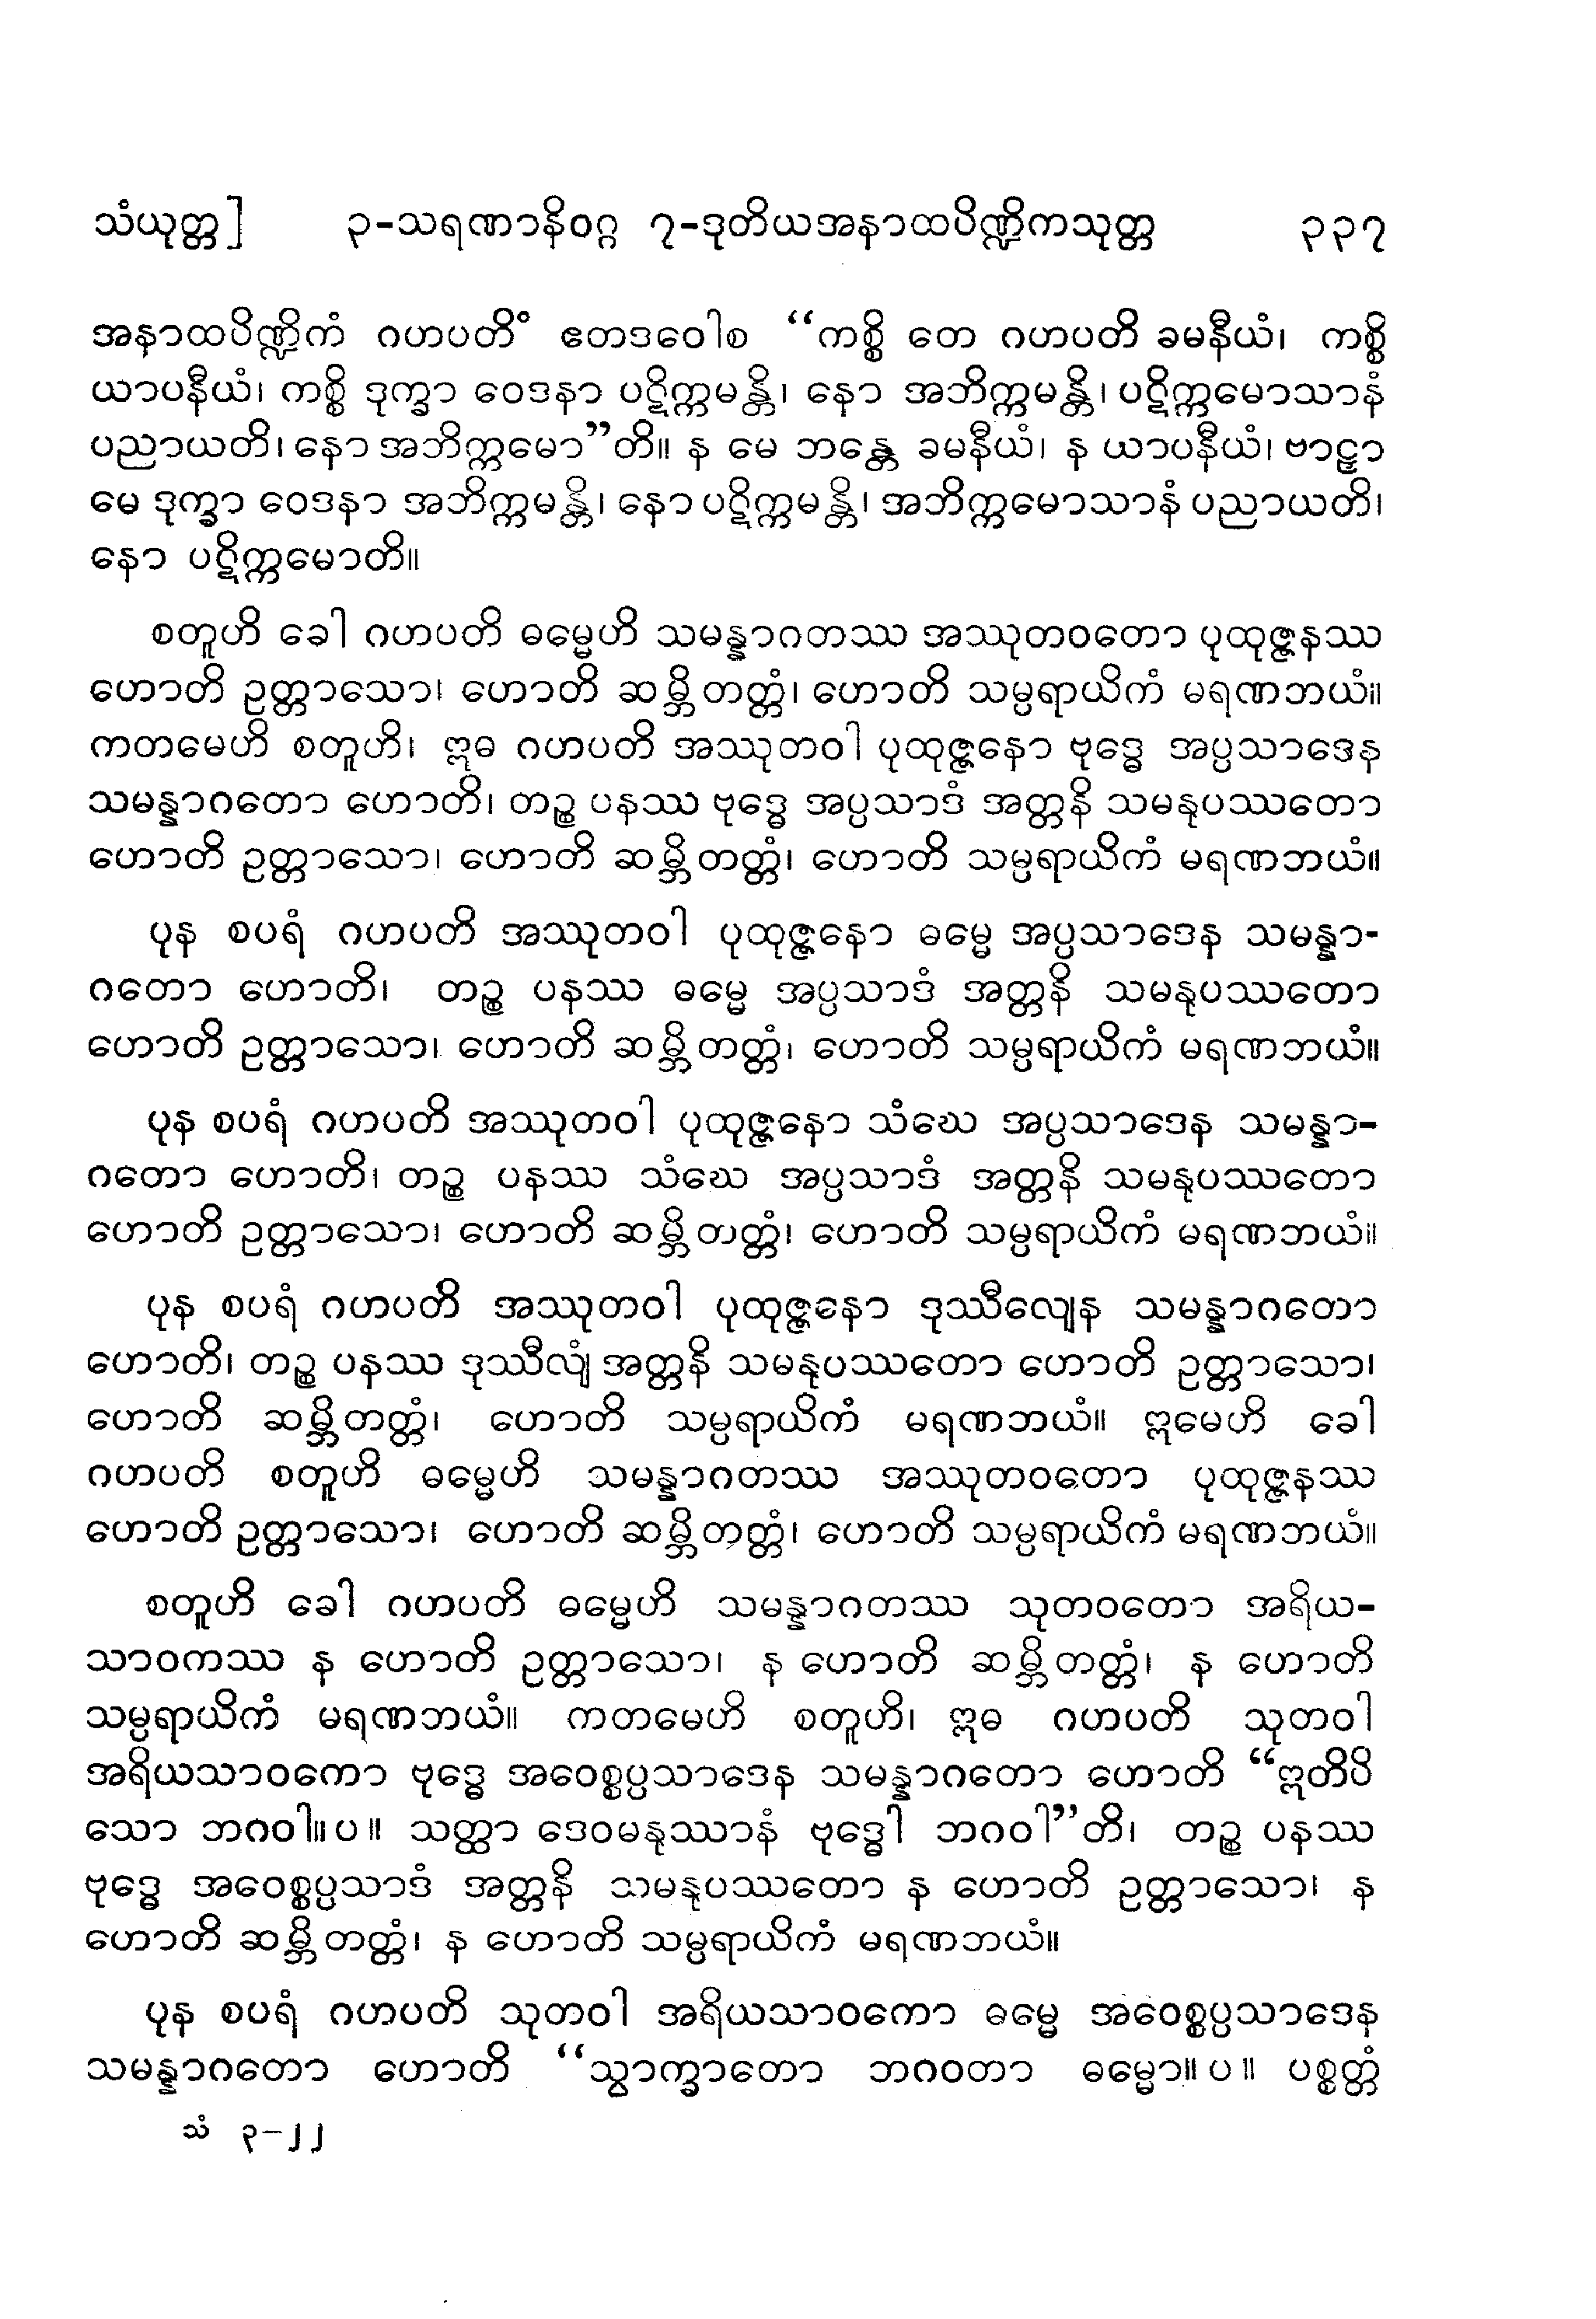 သံယုတ္တ] ၃-သရဏာနိဝဂ္ဂ ၇-ဒုတိယအနာထပိဏ္ဍိကသုတ္တ ၃၃၇
အနာထပိဏ္ဍိကံ ဂဟပတိံ ဧတဒဝေါစ “ကစ္စိ တေ ဂဟပတိ ခမနီယံ၊ ကစ္စိ
ယာပနီယံ၊ ကစ္စိ ဒုက္ခာ ဝေဒနာ ပဋိက္ကမန္တိ၊ နော အဘိက္ကမန္တိ၊ ပဋိက္ကမောသာနံ
ပညာယတိ၊ နော အဘိက္ကမော”တိ။ န မေ ဘန္တေ ခမနီယံ၊ န ယာပနီယံ၊ ဗာဠှာ
မေ ဒုက္ခာ ဝေဒနာ အဘိက္ကမန္တိ၊ နော ပဋိက္ကမန္တိ၊ အဘိက္ကမောသာနံ ပညာယတိ၊
နော ပဋိက္ကမောတိ။
စတူဟိ ခေါ ဂဟပတိ ဓမ္မေဟိ သမန္နာဂတဿ အဿုတဝတော ပုထုဇ္ဇနဿ
ဟောတိ ဥတ္တာသော၊ ဟောတိ ဆမ္ဘိတတ္တံ၊ ဟောတိ သမ္ပရာယိကံ မရဏဘယံ။
ကတမေဟိ စတူဟိ၊ ဣဓ ဂဟပတိ အဿုတဝါ ပုထုဇ္ဇနော ဗုဒ္ဓေ အပ္ပသာဒေန
သမန္နာဂတော ဟောတိ၊ တဉ္စ ပနဿ ဗုဒ္ဓေ အပ္ပသာဒံ အတ္တနိ သမနုပဿတော
ဟောတိ ဥတ္တာသော၊ ဟောတိ ဆမ္ဘိတတ္တံ၊ ဟောတိ သမ္ပရာယိကံ မရဏဘယံ။
ပုန စပရံ ဂဟပတိ အဿုတဝါ ပုထုဇ္ဇနော ဓမ္မေ အပ္ပသာဒေန သမန္နာ-
ဂတော ဟောတိ၊ တဉ္စ ပနဿ ဓမ္မေ အပ္ပသာဒံ အတ္တနိ သမနုပဿတော
ဟောတိ ဥတ္တာသော၊ ဟောတိ ဆမ္ဘိတတ္တံ၊ ဟောတိ သမ္ပရာယိကံ မရဏဘယံ။
ပုန စပရံ ဂဟပတိ အဿုတဝါ ပုထုဇ္ဇနော သံဃေ အပ္ပသာဒေန သမန္နာ-
ဂတော ဟောတိ၊ တဉ္စ ပနဿ သံဃေ အပ္ပသာဒံ အတ္တနိ သမနုပဿတော
ဟောတိ ဥတ္တာသော၊ ဟောတိ ဆမ္ဘိတတ္တံ၊ ဟောတိ သမ္ပရာယိကံ မရဏဘယံ။
ပုန စပရံ ဂဟပတိ အဿုတဝါ ပုထုဇ္ဇနော ဒုဿီလျေန သမန္နာဂတော
ဟောတိ၊ တဉ္စ ပနဿ ဒုဿီလျံ အတ္တနိ သမနုပဿတော ဟောတိ ဥတ္တာသော၊
ဟောတိ ဆမ္ဘိတတ္တံ၊ ဟောတိ သမ္ပရာယိကံ မရဏဘယံ။ ဣမေဟိ ခေါ
ဂဟပတိ စတူဟိ ဓမ္မေဟိ သမန္နာဂတဿ အဿုတဝတော ပုထုဇ္ဇနဿ
ဟောတိ ဥတ္တာသော၊ ဟောတိ ဆမ္ဘိတတ္တံ၊ ဟောတိ သမ္ပရာယိကံ မရဏဘယံ။
စတူဟိ ခေါ ဂဟပတိ ဓမ္မေဟိ သမန္နာဂတဿ သုတဝတော အရိယ-
သာဝကဿ န ဟောတိ ဥတ္တာသော၊ န ဟောတိ ဆမ္ဘိတတ္တံ၊ န ဟောတိ
သမ္ပရာယိကံ မရဏဘယံ။ ကတမေဟိ စတူဟိ၊ ဣဓ ဂဟပတိ သုတဝါ
အရိယသာဝကော ဗုဒ္ဓေ အဝေစ္စပ္ပသာဒေန သမန္နာဂတော ဟောတိ “ဣတိပိ
သော ဘဂဝါ။ပ။ သတ္ထာ ဒေဝမနုဿာနံ ဗုဒ္ဓေါ ဘဂဝါ”တိ၊ တဉ္စ ပနဿ
ဗုဒ္ဓေ အဝေစ္စပ္ပသာဒံ အတ္တနိ သမနုပဿတော န ဟောတိ ဥတ္တာသော၊ န
ဟောတိ ဆမ္ဘိတတ္တံ၊ န ဟောတိ သမ္ပရာယိကံ မရဏဘယံ။
ပုန စပရံ ဂဟပတိ သုတဝါ အရိယသာဝကော ဓမ္မေ အဝေစ္စပ္ပသာဒေန
သမန္နာဂတော ဟောတိ “သွာက္ခာတော ဘဂဝတာ ဓမ္မော။ပ။ ပစ္စတ္တံ
သံ ၃-၂၂